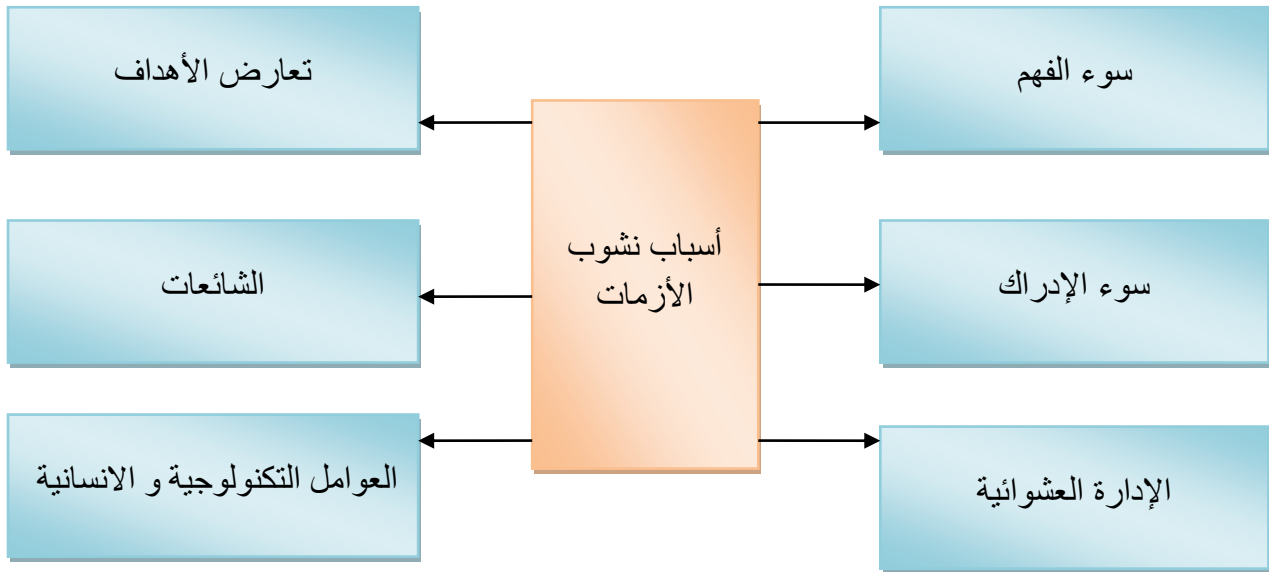 سوء الفهم
تعارض الأهداف
أسباب نشوب
الأزمات
سوء الإدراك
الشائعات
الإدارة العشوائية
العوامل التكنولوجية و الانسانية